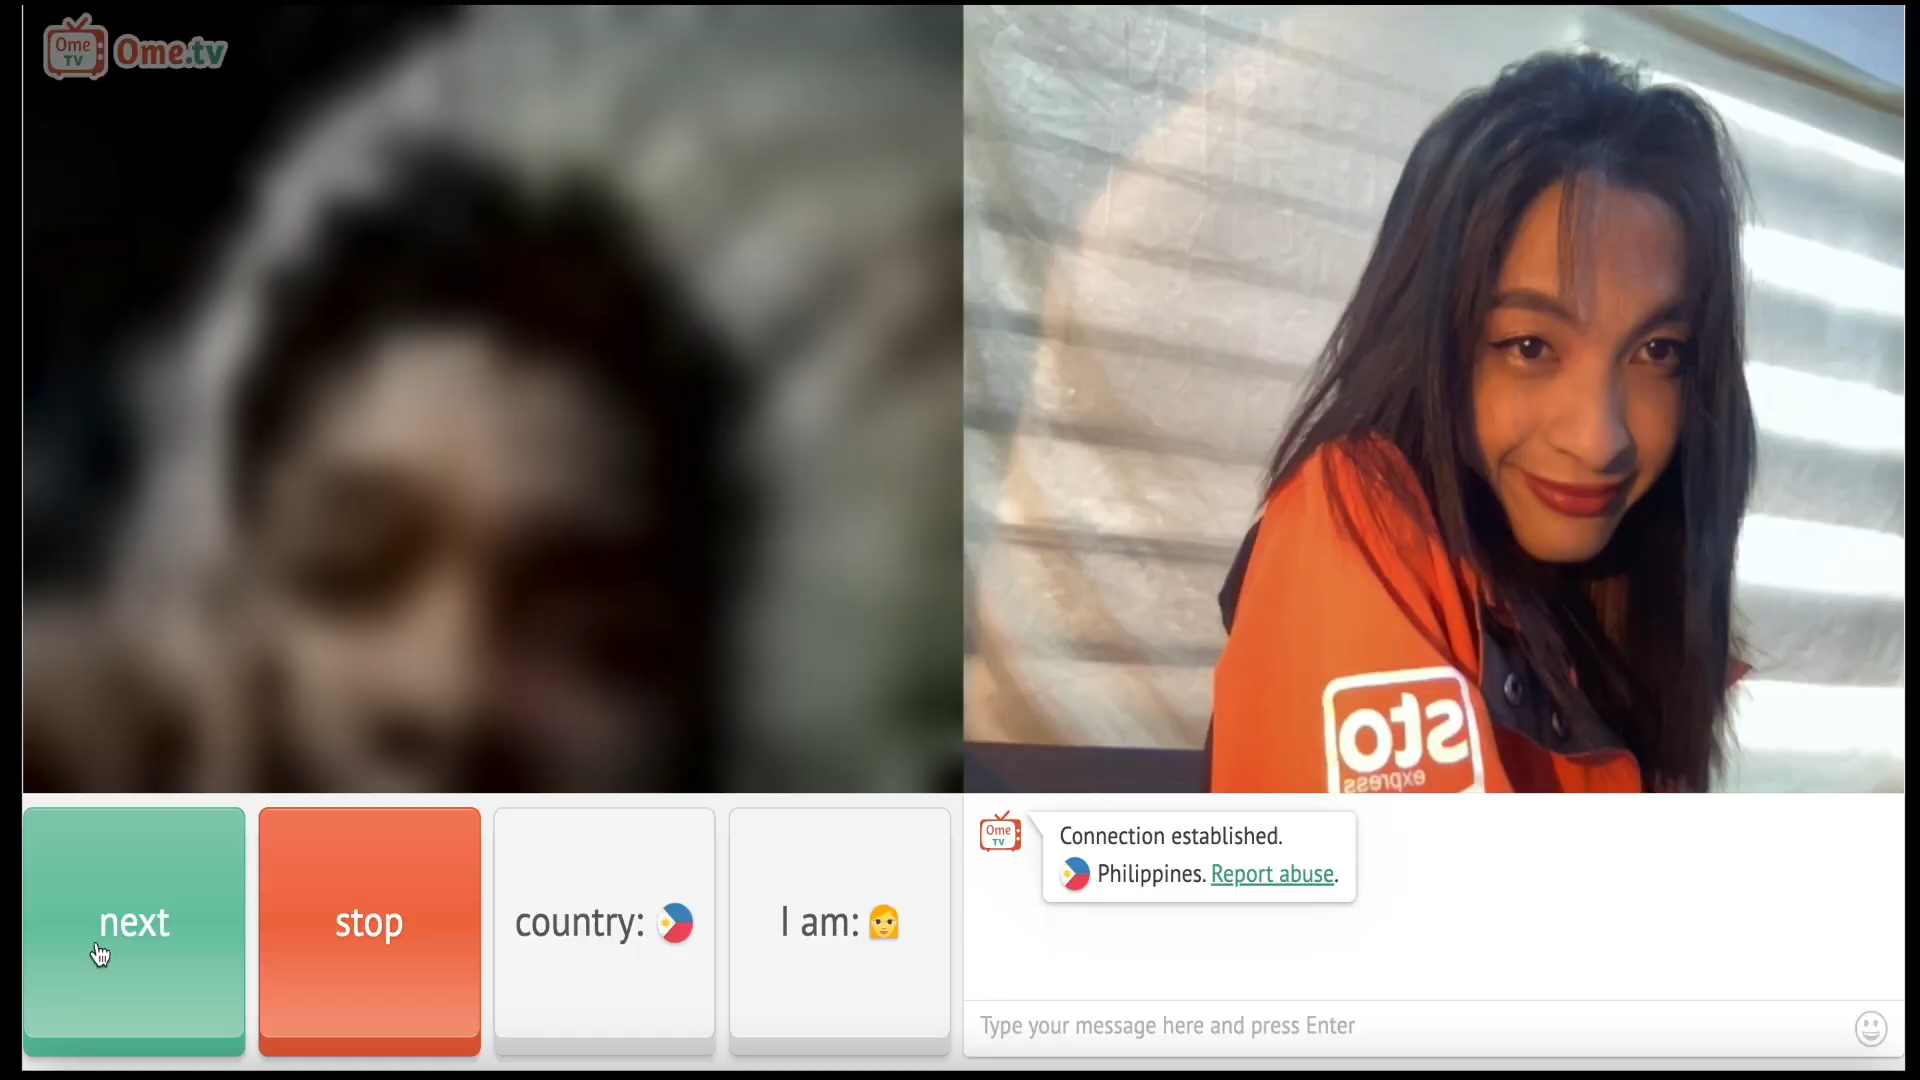 Ome
TV
Ome.tv
sto
express
next
stop
country:
I am:
Ome
TV
Connection established.
Philippines. Report abuse.
Type your message here and press Enter